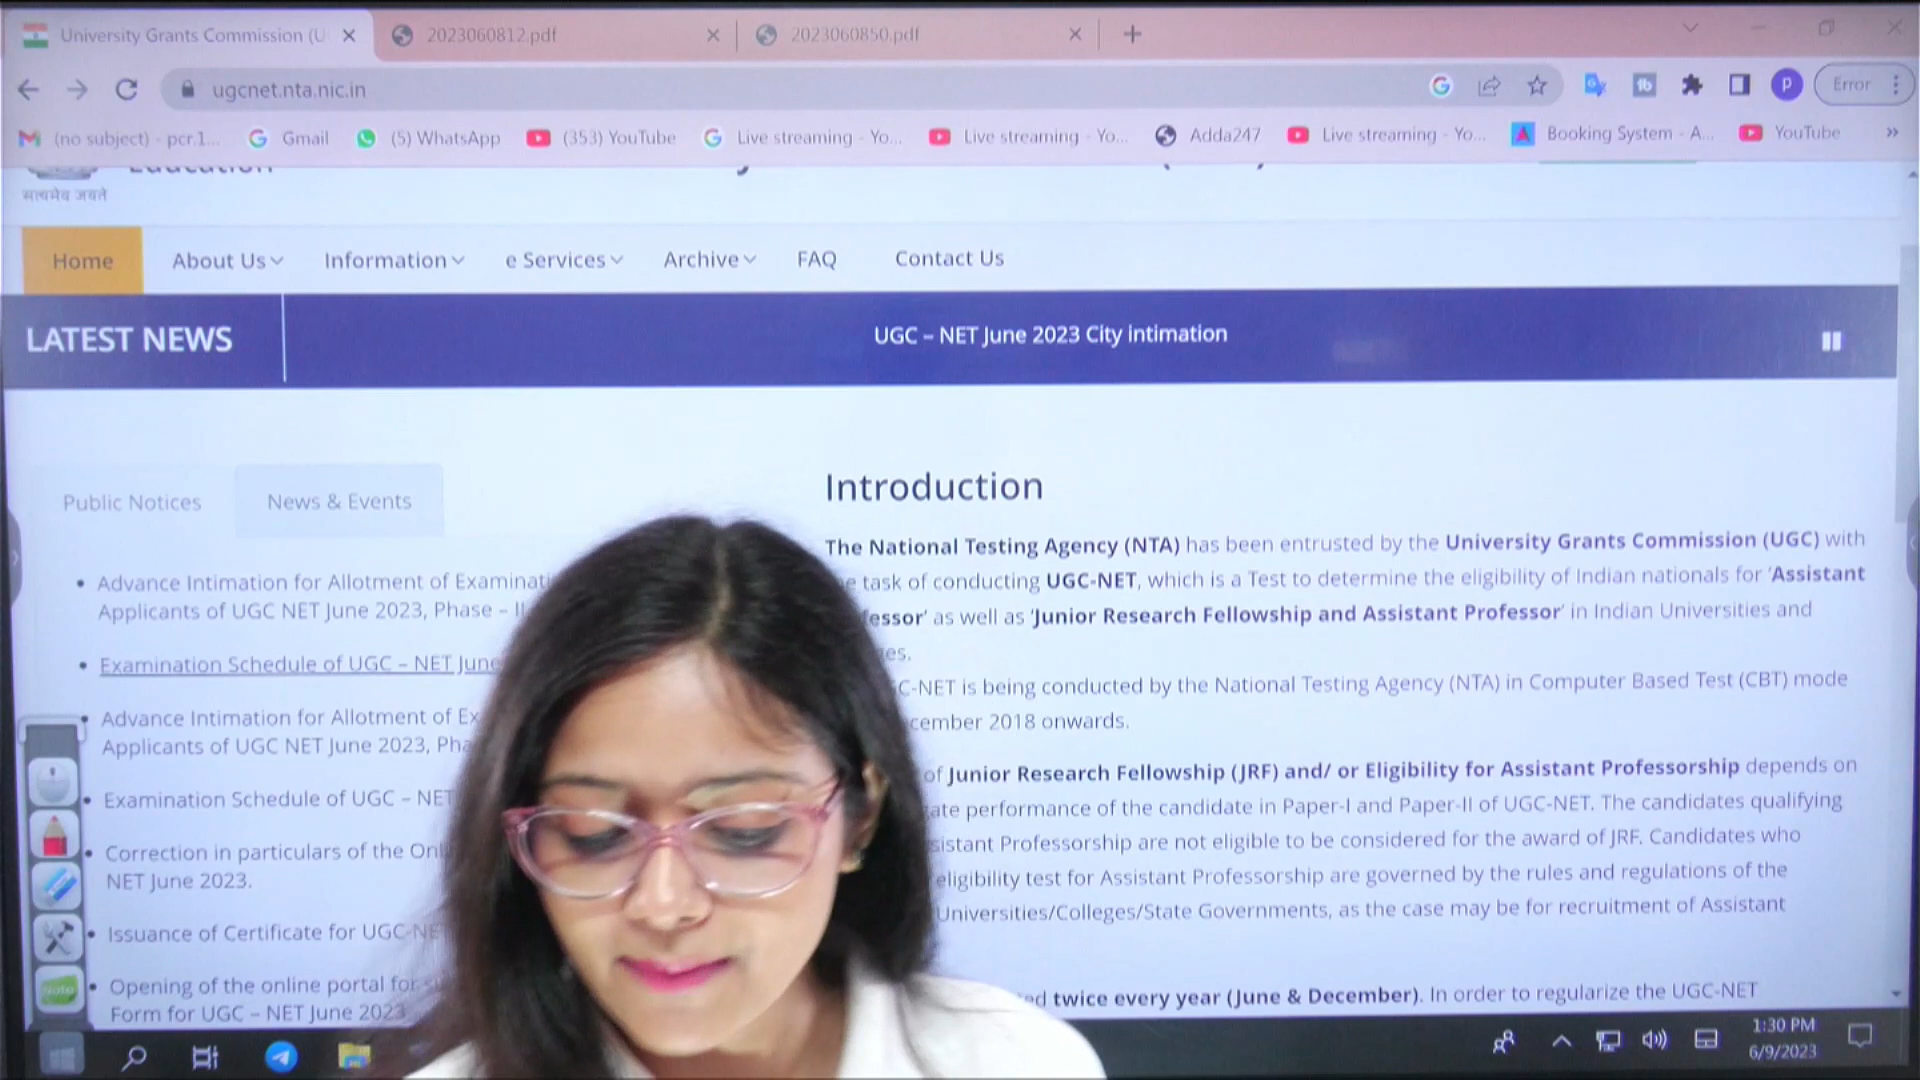 University Grants Commission (U
2023060812.pdf
2023060850.pdf
ugcnet.nta.nic.in
Error
(no subject) - pcr.1...
Gmail
(5) WhatsApp
(353) YouTube
Live streaming - Yo...
Live streaming - Yo...
Adda247
Live streaming - Yo...
Booking System - A...
YouTube
सत्यमेव जयते
Home
About Us
Information
e Services
Archive
FAQ
Contact Us
LATEST NEWS
UGC – NET June 2023 City intimation
Public Notices
News & Events
Advance Intimation for Allotment of Examinati
Applicants of UGC NET June 2023, Phase – II
Examination Schedule of UGC – NET June
Advance Intimation for Allotment of Ex
Applicants of UGC NET June 2023, Pha
Examination Schedule of UGC – NET
Correction in particulars of the Onl
NET June 2023.
Issuance of Certificate for UGC-NE
Opening of the online portal for
Form for UGC – NET June 2023
Introduction
The National Testing Agency (NTA) has been entrusted by the University Grants Commission (UGC) with
e task of conducting UGC-NET, which is a Test to determine the eligibility of Indian nationals for 'Assistant
fessor' as well as 'Junior Research Fellowship and Assistant Professor' in Indian Universities and
es.
C-NET is being conducted by the National Testing Agency (NTA) in Computer Based Test (CBT) mode
cember 2018 onwards.
of Junior Research Fellowship (JRF) and/ or Eligibility for Assistant Professorship depends on
ate performance of the candidate in Paper-I and Paper-II of UGC-NET. The candidates qualifying
sistant Professorship are not eligible to be considered for the award of JRF. Candidates who
eligibility test for Assistant Professorship are governed by the rules and regulations of the
Universities/Colleges/State Governments, as the case may be for recruitment of Assistant
ed twice every year (June & December). In order to regularize the UGC-NET
1:30 PM
6/9/2023